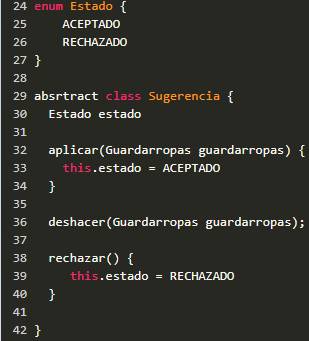 24 enum Estado {
25     ACEPTADO
26     RECHAZADO
27 }
28
29 absrtract class Sugerencia {
30   Estado estado
31
32   aplicar(Guardarropas guardarropas) {
33     this.estado = ACEPTADO
34   }
35
36   deshacer(Guardarropas guardarropas);
37
38   rechazar() {
39      this.estado = RECHAZADO
40   }
41
42 }